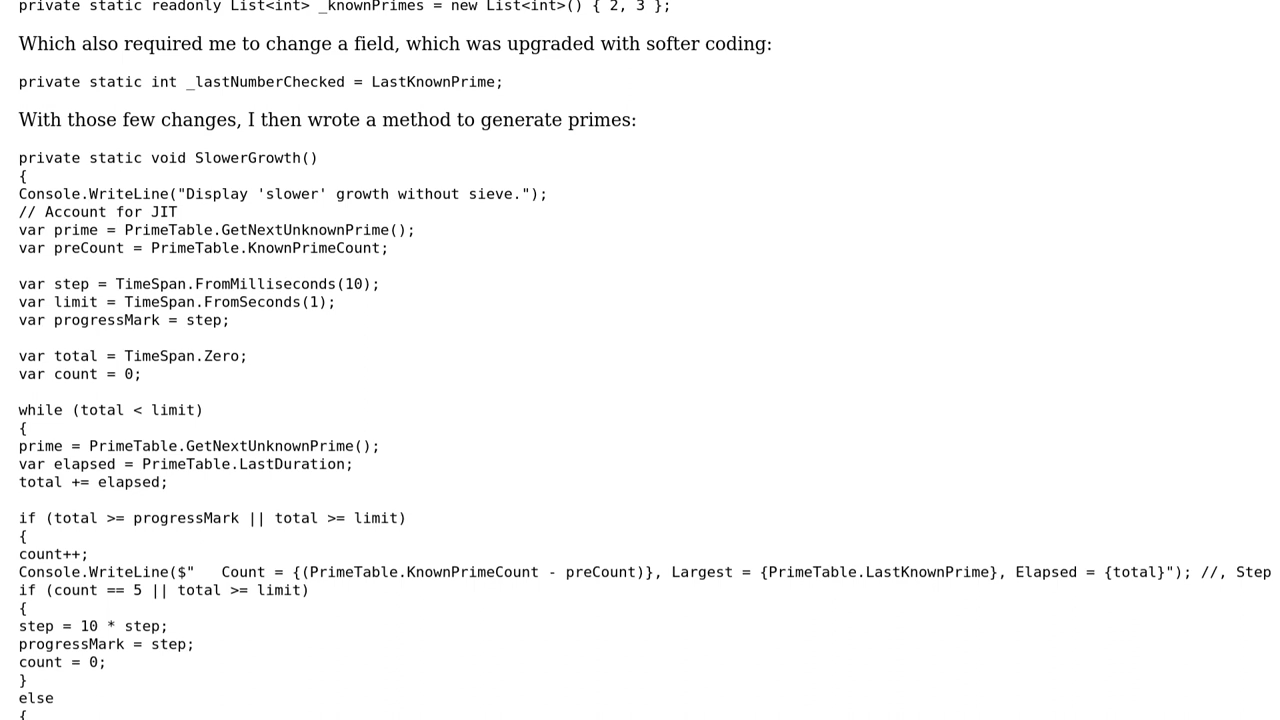 private static readonly List<int> _knownPrimes = new List<int>() { 2, 3 };
Which also required me to change a field, which was upgraded with softer coding:
private static int _lastNumberChecked = LastKnownPrime;
With those few changes, I then wrote a method to generate primes:
private static void SlowerGrowth()
{
Console.WriteLine("Display 'slower' growth without sieve.");
// Account for JIT
var prime = PrimeTable.GetNextUnknownPrime();
var preCount = PrimeTable.KnownPrimeCount;
var step = TimeSpan.FromMilliseconds(10);
var limit = TimeSpan.FromSeconds(1);
var progressMark = step;
var total = TimeSpan.Zero;
var count = 0;
while (total < limit)
{
prime = PrimeTable.GetNextUnknownPrime();
var elapsed = PrimeTable.LastDuration;
total += elapsed;
if (total >= progressMark || total >= limit)
{
count++;
Console.WriteLine($"   Count = {(PrimeTable.KnownPrimeCount - preCount)}, Largest = {PrimeTable.LastKnownPrime}, Elapsed = {total}"); //, Step
if (count == 5 || total >= limit)
{
step = 10 * step;
progressMark = step;
count = 0;
}
else
{